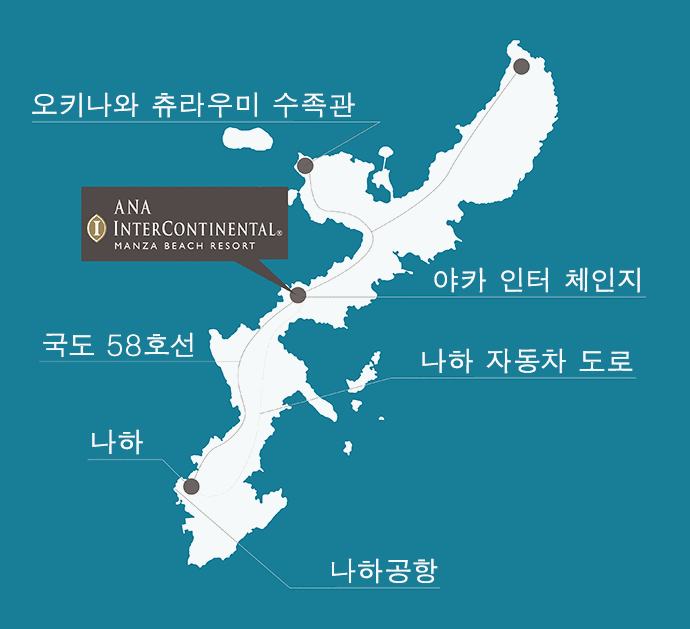 오키나와 츄라우미 수족관
ANA
INTERCONTINENTAL®
MANZA BEACH RESORT
야카 인터 체인지
국도 58호선
나하 자동차 도로
나하
나하공항